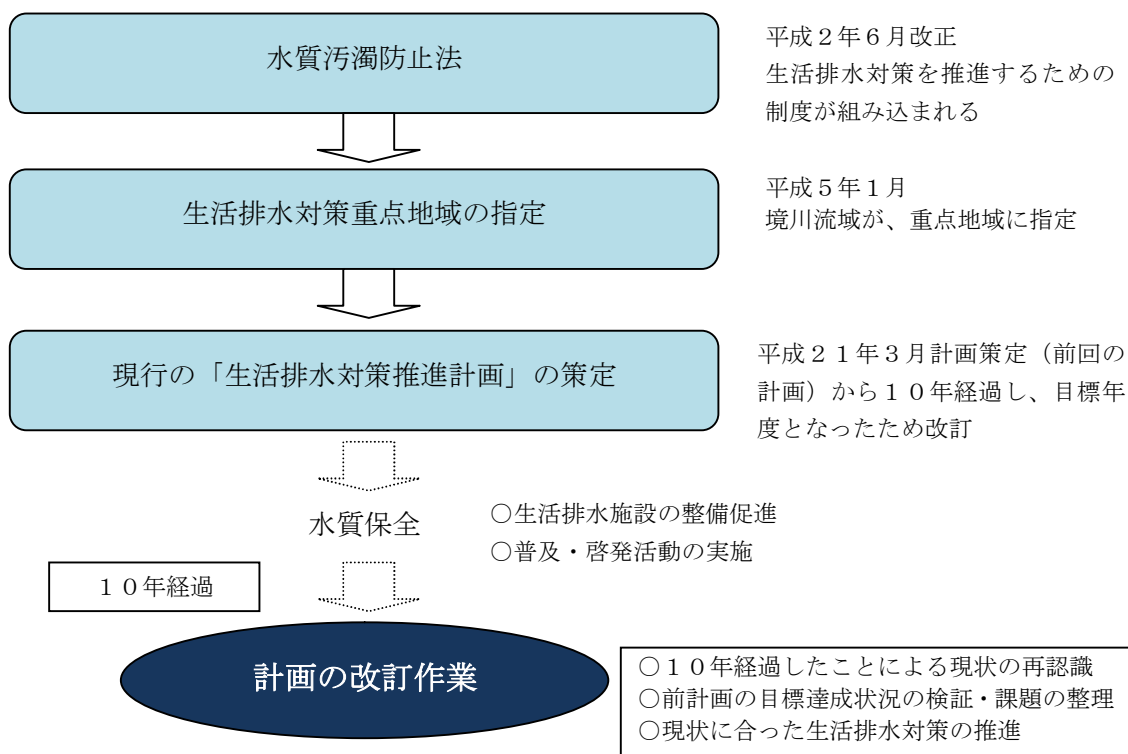 水質汚濁防止法
平成２年６月改正
生活排水対策を推進するための
制度が組み込まれる
生活排水対策重点地域の指定
平成５年１月
境川流域が、重点地域に指定
現行の「生活排水対策推進計画」の策定
平成２１年３月計画策定（前回の
計画）から１０年経過し、目標年
度となったため改訂
水質保全
○生活排水施設の整備促進
○普及・啓発活動の実施
１０年経過
計画の改訂作業
○１０年経過したことによる現状の再認識
○前計画の目標達成状況の検証・課題の整理
○現状に合った生活排水対策の推進